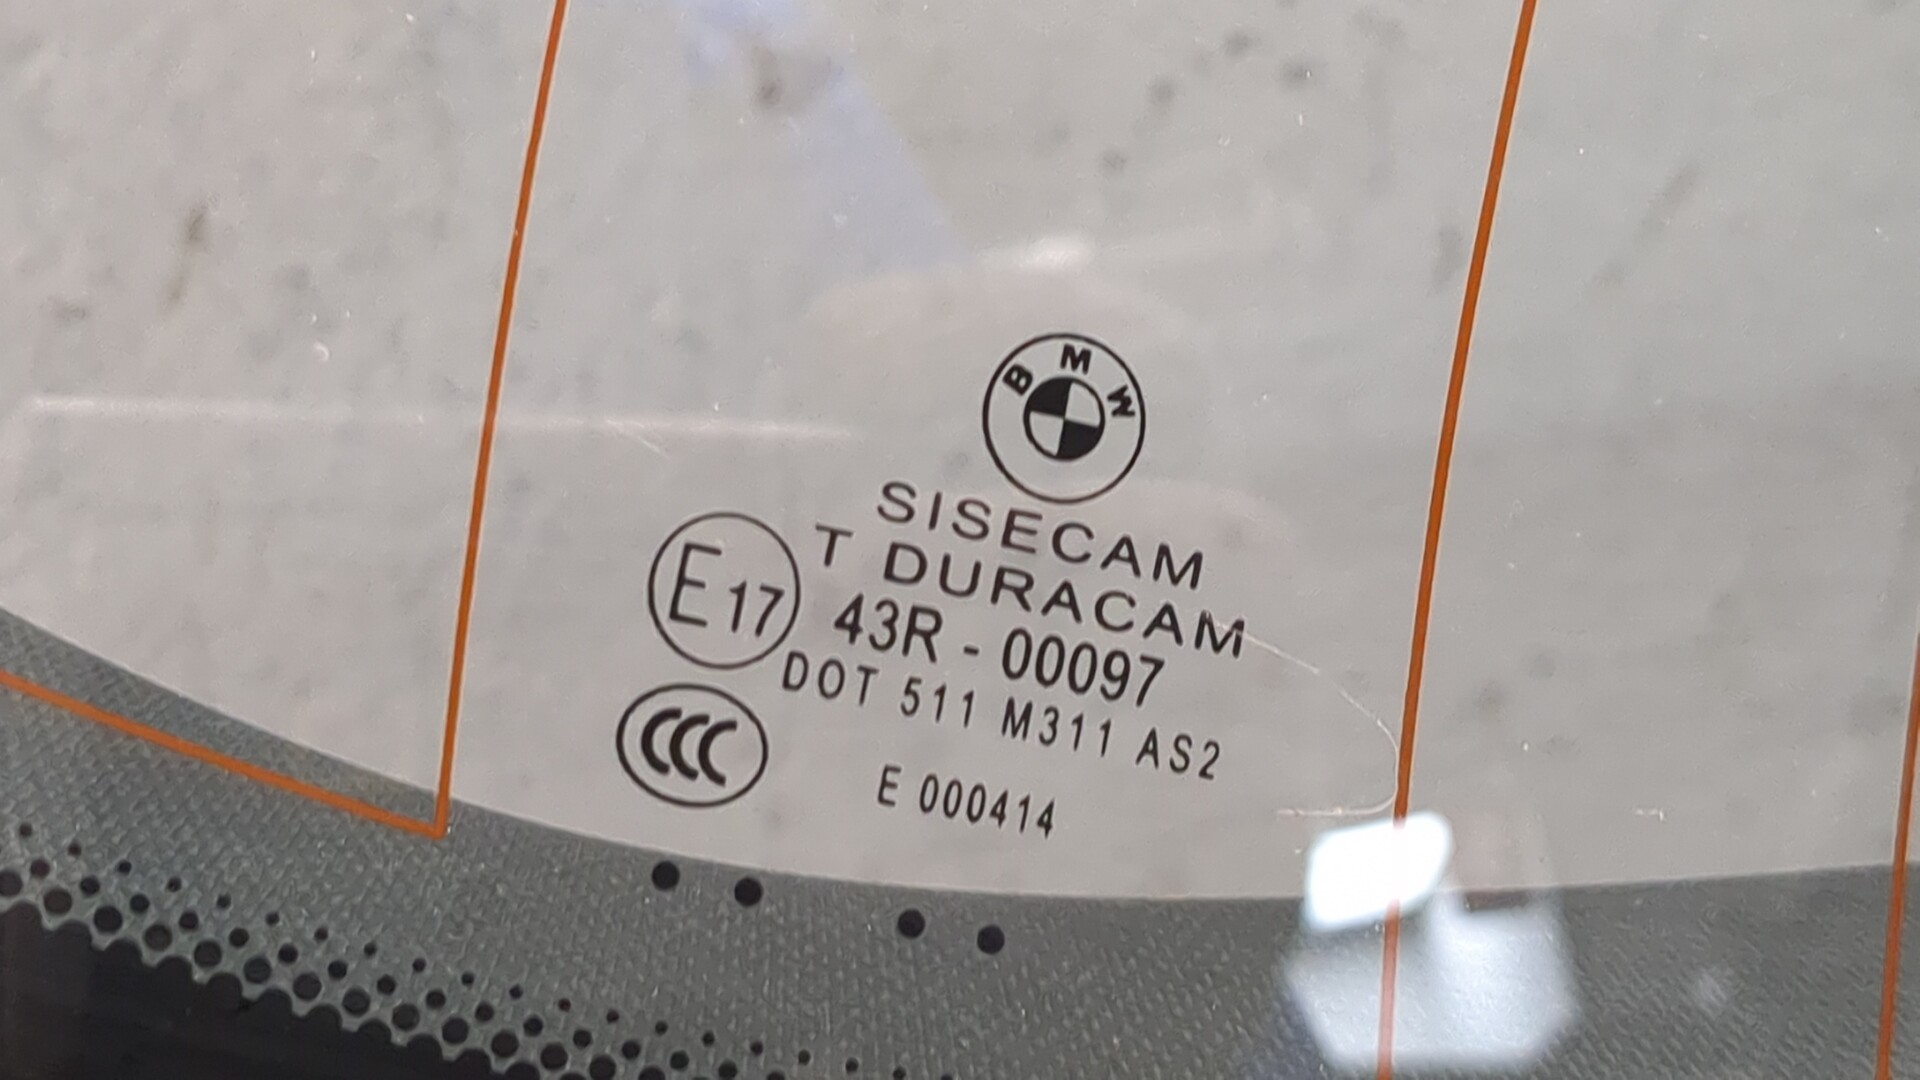 BMW
SISECAM
T DURACAM
E17 43R - 00097
DOT 511 M311 AS2
CCC
E 000414